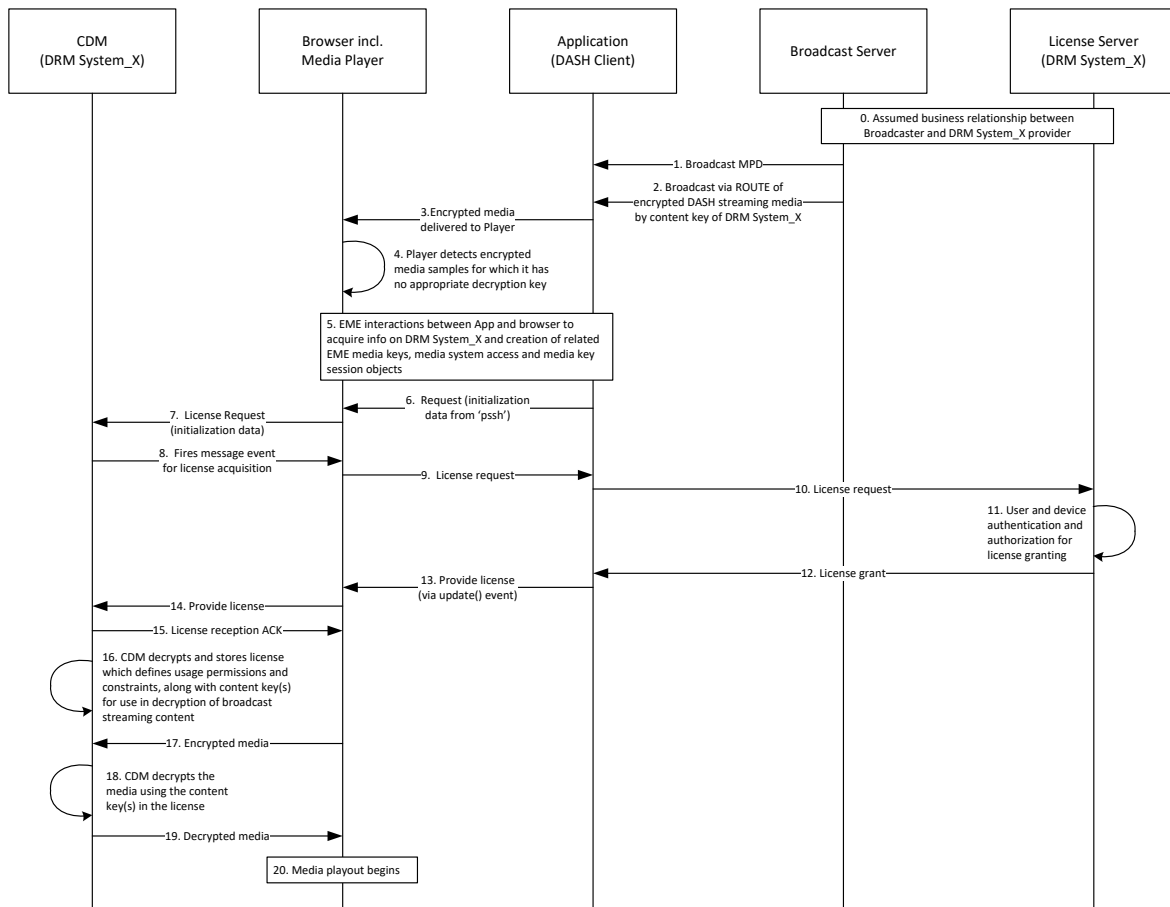 CDM
(DRM System_X)
Browser incl.
Media Player
Application
(DASH Client)
Broadcast Server
License Server
(DRM System_X)
0. Assumed business relationship between
Broadcaster and DRM System_X provider
1. Broadcast MPD
2. Broadcast via ROUTE of
encrypted DASH streaming media
by content key of DRM System_X
3.Encrypted media
delivered to Player
4. Player detects encrypted
media samples for which it has
no appropriate decryption key
5. EME interactions between App and browser to
acquire info on DRM System_X and creation of related
EME media keys, media system access and media key
session objects
6. Request (initialization
data from ‘pssh’)
7. License Request
(initialization data)
8. Fires message event
for license acquisition
9. License request
10. License request
11. User and device
authentication and
authorization for
license granting
12. License grant
13. Provide license
(via update() event)
14. Provide license
15. License reception ACK
16. CDM decrypts and stores license
which defines usage permissions and
constraints, along with content key(s)
for use in decryption of broadcast
streaming content
17. Encrypted media
18. CDM decrypts the
media using the content
key(s) in the license
19. Decrypted media
20. Media playout begins